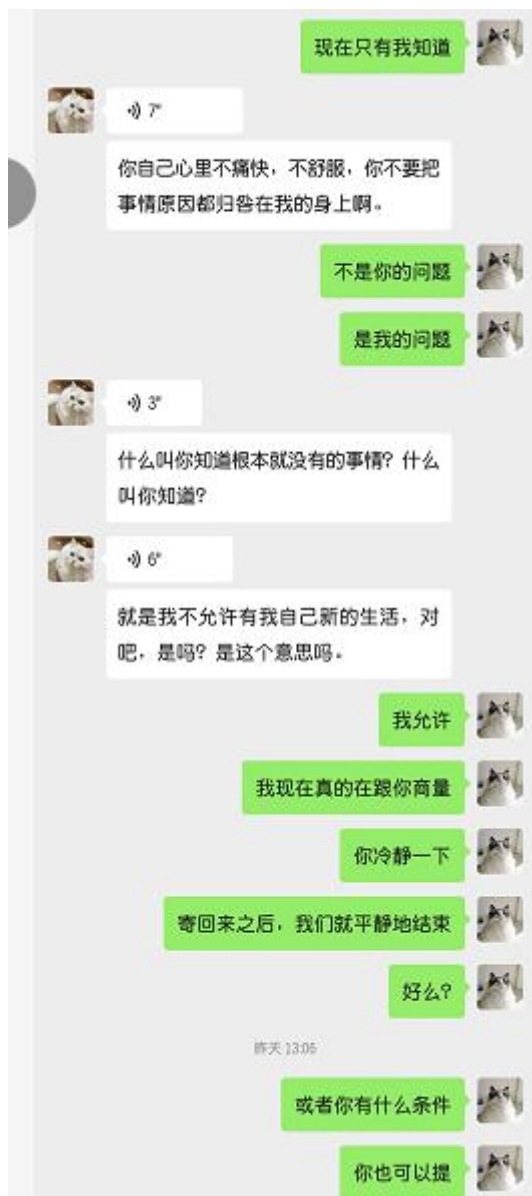 现在只有我知道
7"
你自己心里不痛快，不舒服，你不要把
事情原因都归咎在我的身上啊。
不是你的问题
是我的问题
3"
什么叫你知道根本就没有的事情？什么
叫你知道？
6"
就是我不允许有我自己新的生活，对
吧，是吗？是这个意思吗。
我允许
我现在真的在跟你商量
你冷静一下
寄回来之后，我们就平静地结束
好么？
昨天 13:05
或者你有什么条件
你也可以提